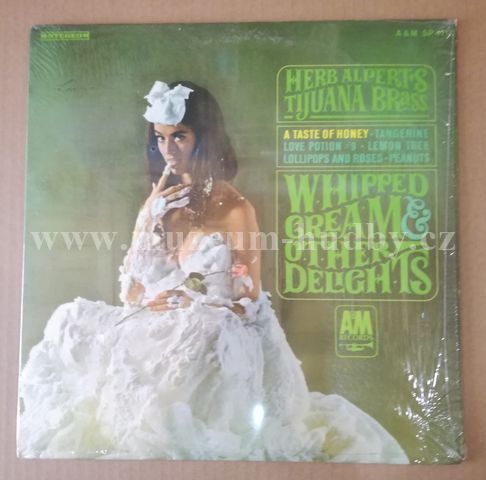 STEREO
A&M SP
HERB ALPERT'S
TIJUANA BRASS
A TASTE OF HONEY - TANGERINE
LOVE POTION #9 - LEMON TREE
LOLLIPOPS AND ROSES - PEANUTS
WHIPPED
CREAM &
OTHER
DELIGHTS
www.muzeum-hudby.cz
A&M
RECORDS